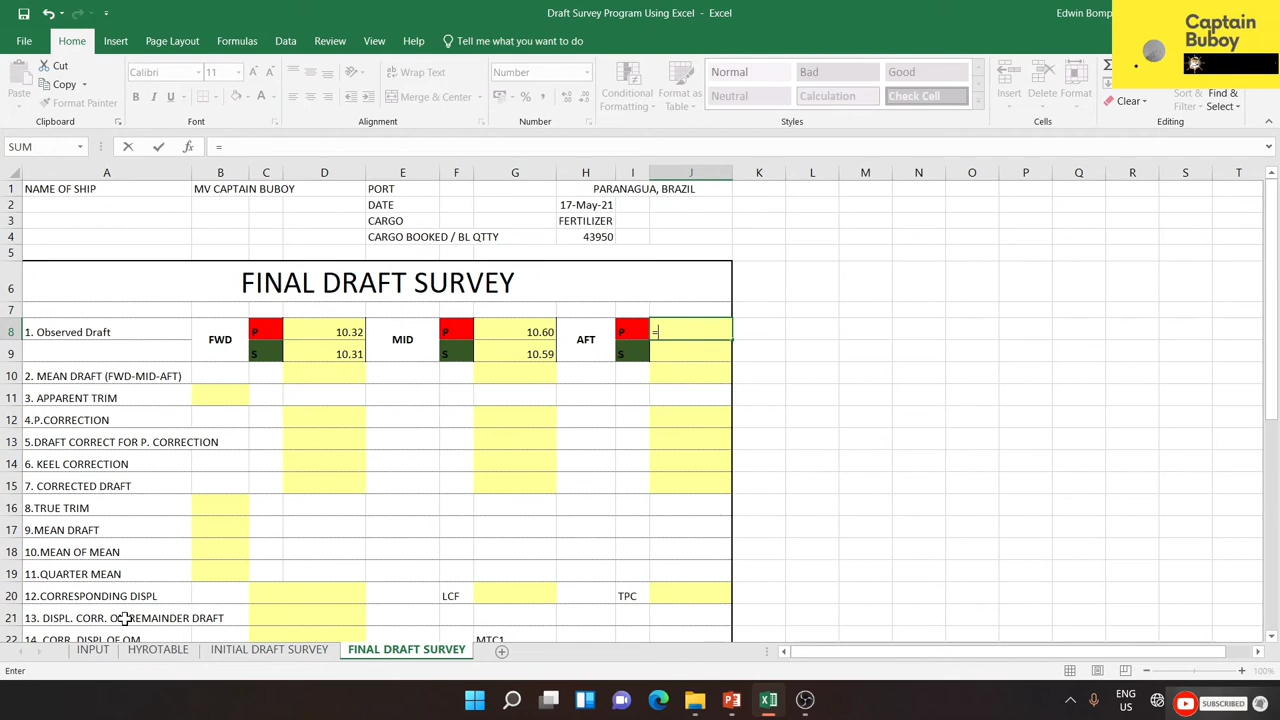 Draft Survey Program Using Excel - Excel
Edwin Bomp
Captain
Buboy
File Home Insert Page Layout Formulas Data Review View Help Tell me what you want to do
Cut
Copy
Format Painter
Paste
Clipboard
Calibri 11
B I U
Font
Wrap Text
Merge & Center
Alignment
Number
Number
Conditional
Formatting
Format as
Table
Normal Bad Good
Neutral Calculation Check Cell
Styles
Insert Delete Format
Cells
Clear
Find &
Select
Editing
SUM =
A B C D E F G H I J K L M N O P Q R S T
1 NAME OF SHIP MV CAPTAIN BUBOY PORT PARANAGUA, BRAZIL
2 DATE 17-May-21
3 CARGO FERTILIZER
4 CARGO BOOKED / BL QTTY 43950
5
6 FINAL DRAFT SURVEY
7
8 1. Observed Draft FWD P 10.32 MID P 10.60 AFT P =
9 S 10.31 S 10.59 S
10 2. MEAN DRAFT (FWD-MID-AFT)
11 3. APPARENT TRIM
12 4.P.CORRECTION
13 5.DRAFT CORRECT FOR P. CORRECTION
14 6. KEEL CORRECTION
15 7. CORRECTED DRAFT
16 8.TRUE TRIM
17 9.MEAN DRAFT
18 10.MEAN OF MEAN
19 11.QUARTER MEAN
20 12.CORRESPONDING DISPL LCF TPC
21 13. DISPL. CORR. O REMAINDER DRAFT
22 14. CORR. DISPL OF QM MTC1
INPUT HYROTABLE INITIAL DRAFT SURVEY FINAL DRAFT SURVEY
Enter
100%
ENG
US
SUBSCRIBED